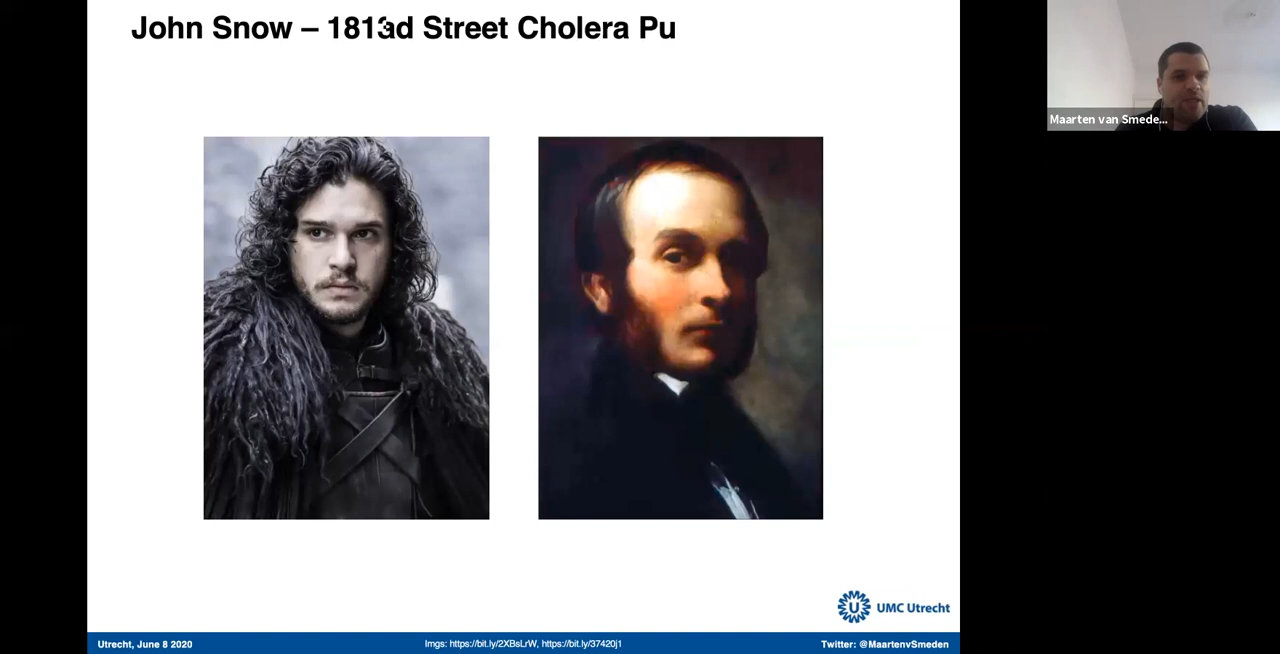 John Snow – 1813ad Street Cholera Pu
Maarten van Smede...
UMC Utrecht
Utrecht, June 8 2020
Imgs: https://bit.ly/2XBsLrW, https://bit.ly/37420j1
Twitter: @MaartenvSmeden